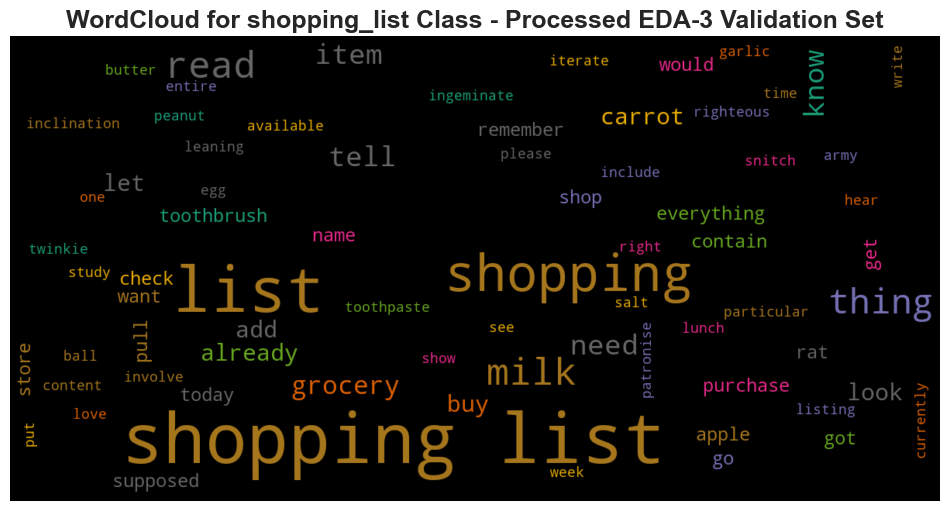 WordCloud for shopping_list Class - Processed EDA-3 Validation Set
butter
read
item
iterate
would
garlic
know
write
entire
ingeminate
time
inclination
peanut
available
remember
carrot
righteous
leaning
tell
please
snitch
army
let
egg
include
one
shop
hear
toothbrush
everything
name
contain
twinkie
right
get
study
check
list
shopping
want
toothpaste
salt
particular
thing
add
see
lunch
pull
already
show
need
rat
store
ball
involve
milk
patronise
content
today
grocery
purchase
look
love
buy
listing
currently
put
shopping list
apple
got
go
week
supposed